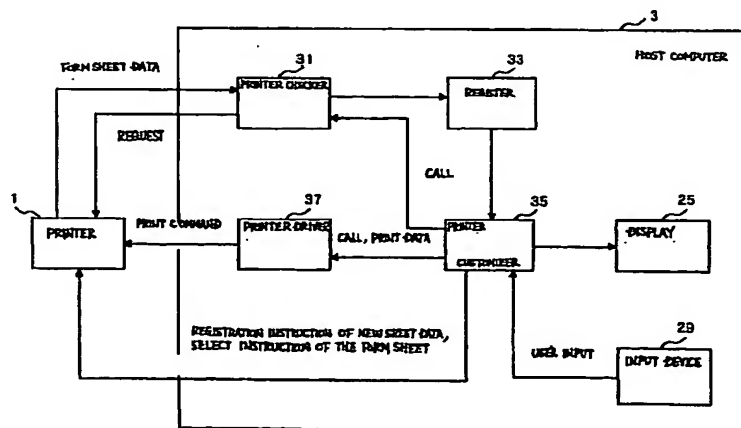 3
HOST COMPUTER
FORM SHEET DATA
31
PRINTER CHECKER
33
REGISTER
REQUEST
CALL
1
PRINTER
PRINT COMMAND
37
PRINTER DRIVER
CALL, PRINT DATA
35
PRINTER
CUSTOMIZER
25
DISPLAY
REGISTRATION INSTRUCTION OF NEW SHEET DATA,
SELECT INSTRUCTION OF THE FORM SHEET
USER INPUT
29
INPUT DEVICE